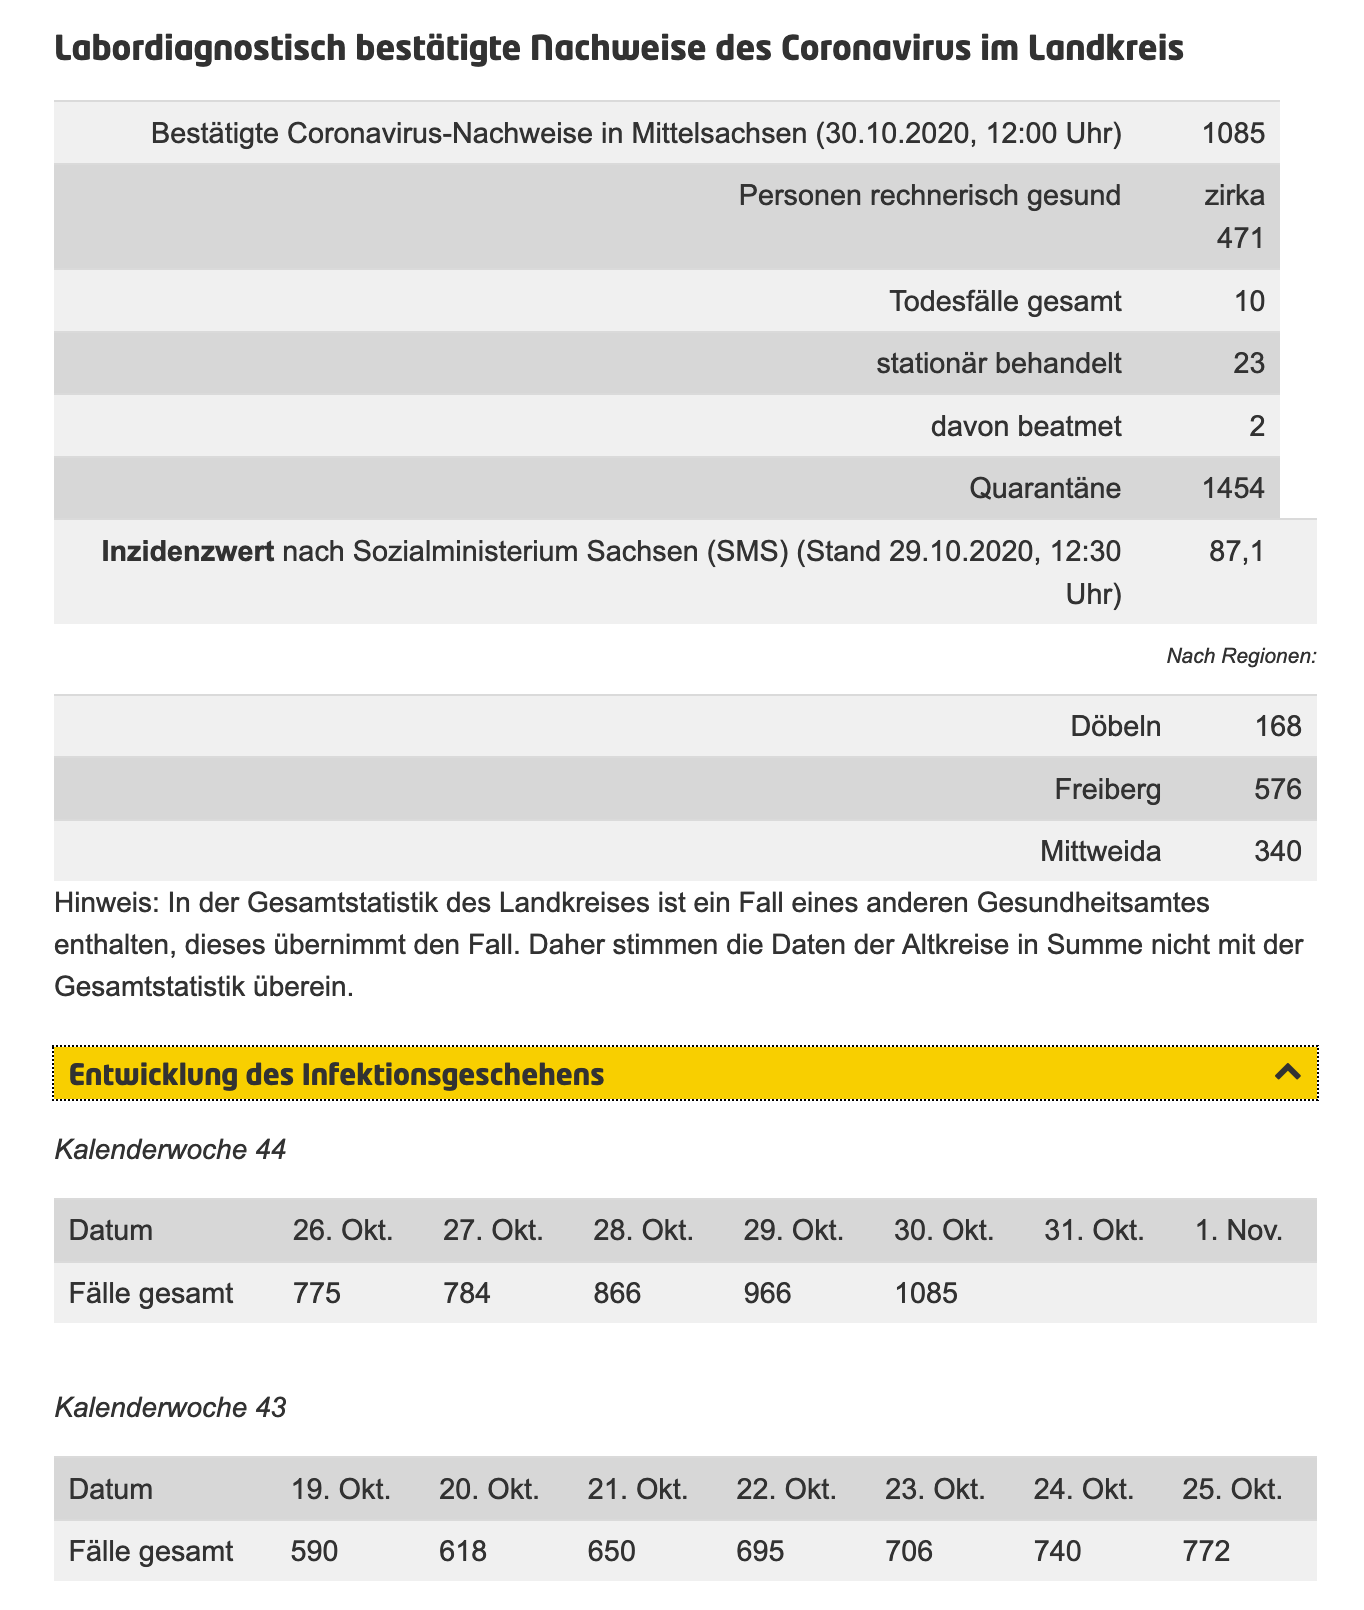 Labordiagnostisch bestätigte Nachweise des Coronavirus im Landkreis
Bestätigte Coronavirus-Nachweise in Mittelsachsen (30.10.2020, 12:00 Uhr) 1085
Personen rechnerisch gesund zirka
471
Todesfälle gesamt 10
stationär behandelt 23
davon beatmet 2
Quarantäne 1454
Inzidenzwert nach Sozialministerium Sachsen (SMS) (Stand 29.10.2020, 12:30 87,1
Uhr)
Nach Regionen:
Döbeln 168
Freiberg 576
Mittweida 340
Hinweis: In der Gesamtstatistik des Landkreises ist ein Fall eines anderen Gesundheitsamtes
enthalten, dieses übernimmt den Fall. Daher stimmen die Daten der Altkreise in Summe nicht mit der
Gesamtstatistik überein.
Entwicklung des Infektionsgeschehens
Kalenderwoche 44
Datum 26. Okt. 27. Okt. 28. Okt. 29. Okt. 30. Okt. 31. Okt. 1. Nov.
Fälle gesamt 775 784 866 966 1085
Kalenderwoche 43
Datum 19. Okt. 20. Okt. 21. Okt. 22. Okt. 23. Okt. 24. Okt. 25. Okt.
Fälle gesamt 590 618 650 695 706 740 772